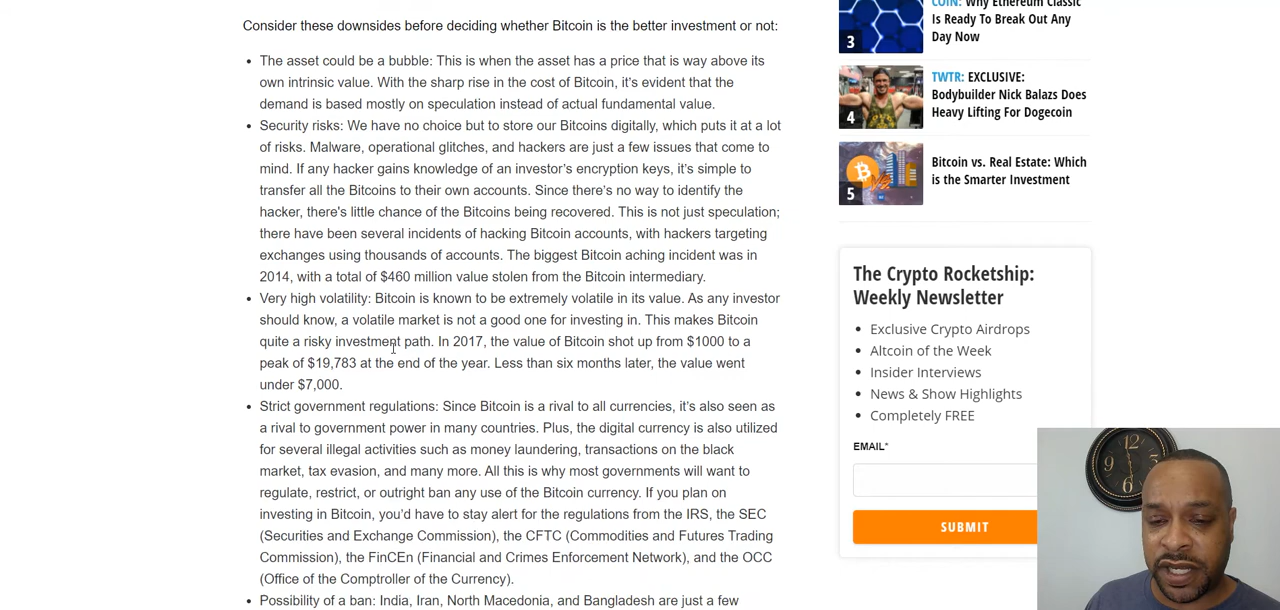 Consider these downsides before deciding whether Bitcoin is the better investment or not:
• The asset could be a bubble: This is when the asset has a price that is way above its
own intrinsic value. With the sharp rise in the cost of Bitcoin, it's evident that the
demand is based mostly on speculation instead of actual fundamental value.
• Security risks: We have no choice but to store our Bitcoins digitally, which puts it at a lot
of risks. Malware, operational glitches, and hackers are just a few issues that come to
mind. If any hacker gains knowledge of an investor's encryption keys, it's simple to
transfer all the Bitcoins to their own accounts. Since there's no way to identify the
hacker, there's little chance of the Bitcoins being recovered. This is not just speculation;
there have been several incidents of hacking Bitcoin accounts, with hackers targeting
exchanges using thousands of accounts. The biggest Bitcoin aching incident was in
2014, with a total of $460 million value stolen from the Bitcoin intermediary.
• Very high volatility: Bitcoin is known to be extremely volatile in its value. As any investor
should know, a volatile market is not a good one for investing in. This makes Bitcoin
quite a risky investment path. In 2017, the value of Bitcoin shot up from $1000 to a
peak of $19,783 at the end of the year. Less than six months later, the value went
under $7,000.
• Strict government regulations: Since Bitcoin is a rival to all currencies, it's also seen as
a rival to government power in many countries. Plus, the digital currency is also utilized
for several illegal activities such as money laundering, transactions on the black
market, tax evasion, and many more. All this is why most governments will want to
regulate, restrict, or outright ban any use of the Bitcoin currency. If you plan on
investing in Bitcoin, you'd have to stay alert for the regulations from the IRS, the SEC
(Securities and Exchange Commission), the CFTC (Commodities and Futures Trading
Commission), the FinCEn (Financial and Crimes Enforcement Network), and the OCC
(Office of the Comptroller of the Currency).
• Possibility of a ban: India, Iran, North Macedonia, and Bangladesh are just a few
COIN: Why Ethereum Classic
Is Ready To Break Out Any
Day Now
3
TWTR: EXCLUSIVE:
Bodybuilder Nick Balazs Does
Heavy Lifting For Dogecoin
4
Bitcoin vs. Real Estate: Which
is the Smarter Investment
5
The Crypto Rocketship:
Weekly Newsletter
• Exclusive Crypto Airdrops
• Altcoin of the Week
• Insider Interviews
• News & Show Highlights
• Completely FREE
EMAIL*
SUBMIT